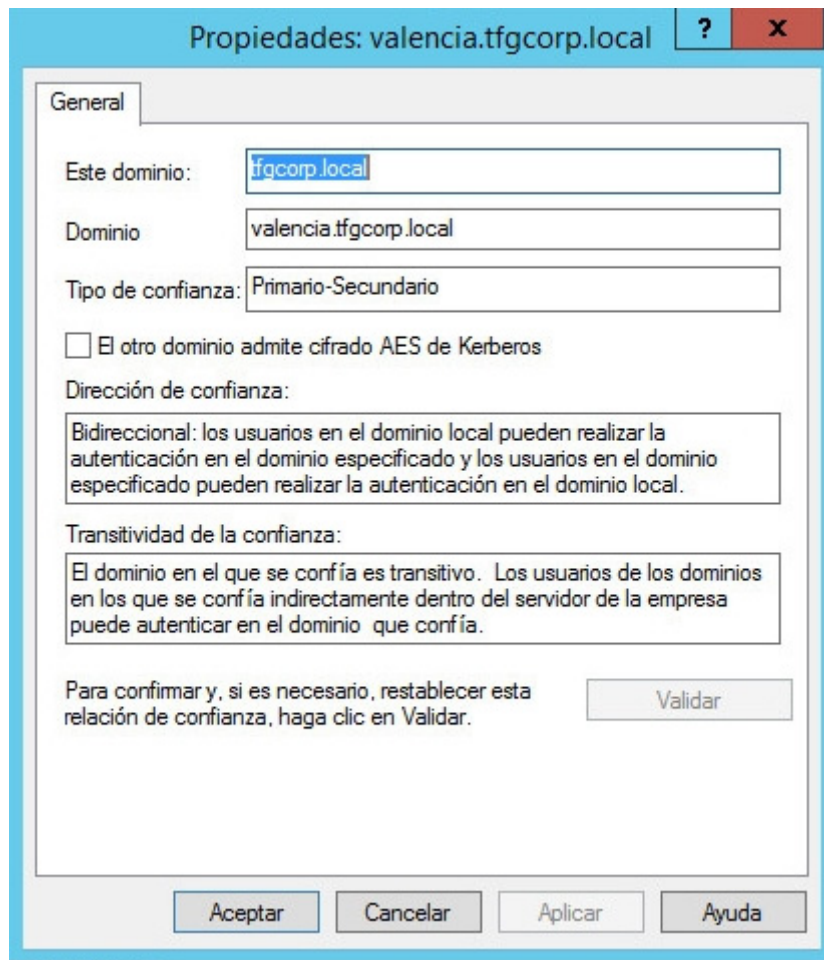 Propiedades: valencia.tfgcorp.local
?
x
General
Este dominio:
tfgcorp.local
Dominio
valencia.tfgcorp.local
Tipo de confianza:
Primario-Secundario
El otro dominio admite cifrado AES de Kerberos
Dirección de confianza:
Bidireccional: los usuarios en el dominio local pueden realizar la
autenticación en el dominio especificado y los usuarios en el dominio
especificado pueden realizar la autenticación en el dominio local.
Transitividad de la confianza:
El dominio en el que se confía es transitivo. Los usuarios de los dominios
en los que se confía indirectamente dentro del servidor de la empresa
puede autenticar en el dominio que confía.
Para confirmar y, si es necesario, restablecer esta
relación de confianza, haga clic en Validar.
Validar
Aceptar
Cancelar
Aplicar
Ayuda